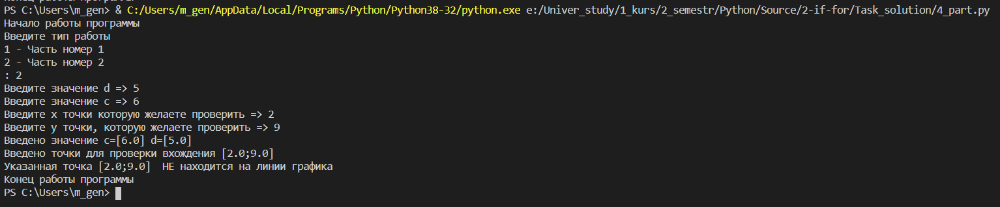 PS C:\Users\m_gen> & C:/Users/m_gen/AppData/Local/Programs/Python/Python38-32/python.exe e:/Univer_study/1_kurs/2_semestr/Python/Source/2-if-for/Task_solution/4_part.py
Начало работы программы
Введите тип работы
1 - Часть номер 1
2 - Часть номер 2
: 2
Введите значение d => 5
Введите значение c => 6
Введите x точки которую желаете проверить => 2
Введите y точки, которую желаете проверить => 9
Введено значение c=[6.0] d=[5.0]
Введено точки для проверки вхождения [2.0;9.0]
Указанная точка [2.0;9.0]  НЕ находится на линии графика
Конец работы программы
PS C:\Users\m_gen>